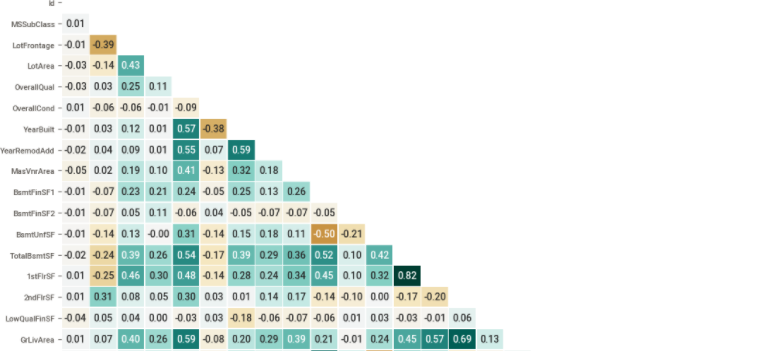 Id
MSSubClass 0.01
LotFrontage -0.01 -0.39
LotArea -0.03 -0.14 0.43
OverallQual -0.03 0.03 0.25 0.11
OverallCond 0.01 -0.06 -0.06 -0.01 -0.09
YearBuilt -0.01 0.03 0.12 0.01 0.57 -0.38
YearRemodAdd -0.02 0.04 0.09 0.01 0.55 0.07 0.59
MasVnrArea -0.05 0.02 0.19 0.10 0.41 -0.13 0.32 0.18
BsmtFinSF1 -0.01 -0.07 0.23 0.21 0.24 -0.05 0.25 0.13 0.26
BsmtFinSF2 -0.01 -0.07 0.05 0.11 -0.06 0.04 -0.05 -0.07 -0.07 -0.05
BsmtUnfSF -0.01 -0.14 0.13 -0.00 0.31 -0.14 0.15 0.18 0.11 -0.50 -0.21
TotalBsmtSF -0.02 -0.24 0.39 0.26 0.54 -0.17 0.39 0.29 0.36 0.52 0.10 0.42
1stFlrSF 0.01 -0.25 0.46 0.30 0.48 -0.14 0.28 0.24 0.34 0.45 0.10 0.32 0.82
2ndFlrSF 0.01 0.31 0.08 0.05 0.30 0.03 0.01 0.14 0.17 -0.14 -0.10 0.00 -0.17 -0.20
LowQualFinSF -0.04 0.05 0.04 0.00 -0.03 0.03 -0.18 -0.06 -0.07 -0.06 0.01 0.03 -0.03 -0.01 0.06
GrLivArea 0.01 0.07 0.40 0.26 0.59 -0.08 0.20 0.29 0.39 0.21 -0.01 0.24 0.45 0.57 0.69 0.13